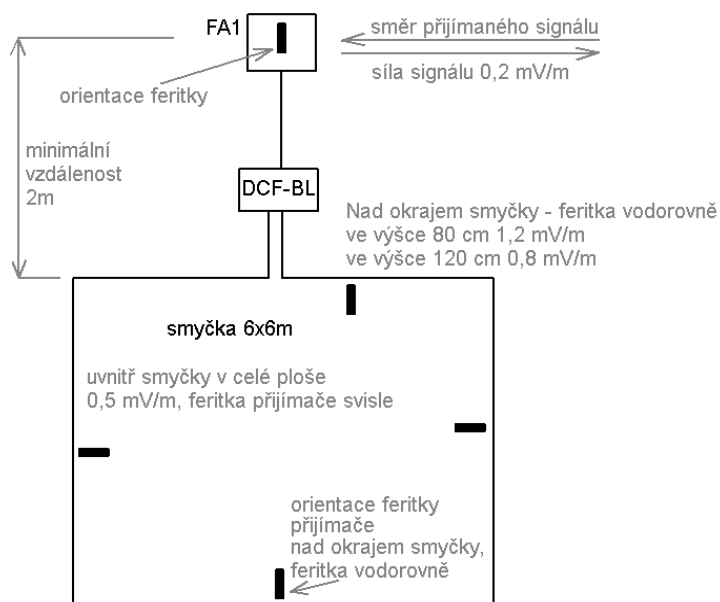 FA1
směr přijímaného signálu
síla signálu 0,2 mV/m
orientace feritky
minimální
vzdálenost
2m
DCF-BL
Nad okrajem smyčky - feritka vodorovně
ve výšce 80 cm 1,2 mV/m
ve výšce 120 cm 0,8 mV/m
smyčka 6x6m
uvnitř smyčky v celé ploše
0,5 mV/m, feritka přijímače svisle
orientace feritky
přijímače
nad okrajem smyčky,
feritka vodorovně